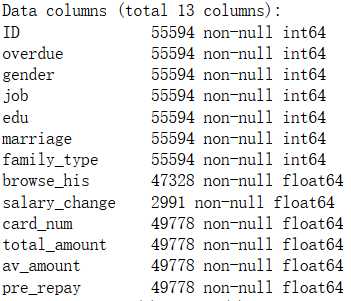 Data columns (total 13 columns):
ID 55594 non-null int64
overdue 55594 non-null int64
gender 55594 non-null int64
job 55594 non-null int64
edu 55594 non-null int64
marriage 55594 non-null int64
family_type 55594 non-null int64
browse_his 47328 non-null float64
salary_change 2991 non-null float64
card_num 49778 non-null float64
total_amount 49778 non-null float64
av_amount 49778 non-null float64
pre_repay 49778 non-null float64